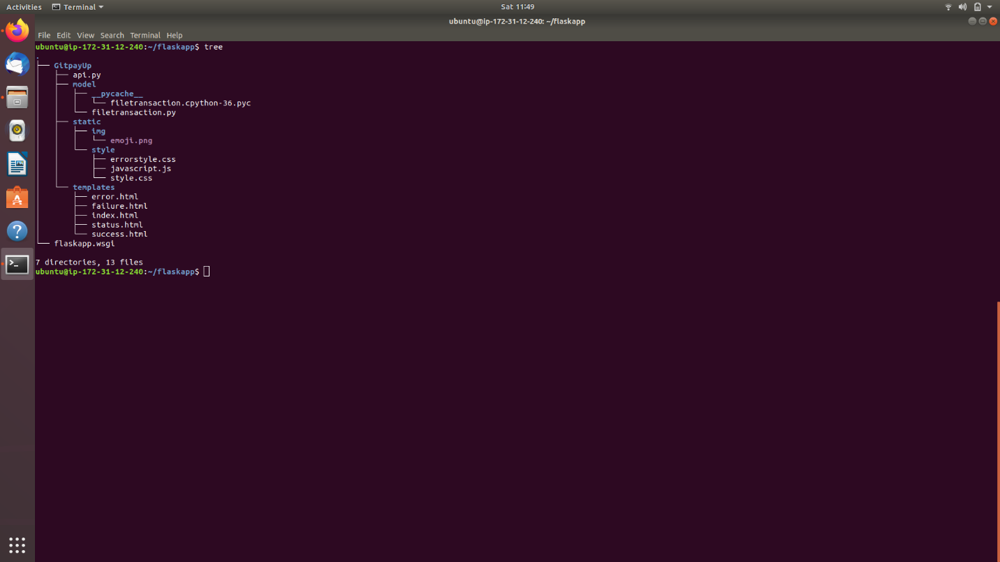 Activities Terminal Sat 11:49
ubuntu@ip-172-31-12-240: ~/flaskapp
File Edit View Search Terminal Help
ubuntu@ip-172-31-12-240:~/flaskapp$ tree
.
├── GitpayUp
│   ├── api.py
│   ├── model
│   │   ├── __pycache__
│   │   │   └── filetransaction.cpython-36.pyc
│   │   └── filetransaction.py
│   ├── static
│   │   ├── img
│   │   │   └── emoji.png
│   │   └── style
│   │       ├── errorstyle.css
│   │       ├── javascript.js
│   │       └── style.css
│   └── templates
│       ├── error.html
│       ├── failure.html
│       ├── index.html
│       ├── status.html
│       └── success.html
└── flaskapp.wsgi

7 directories, 13 files
ubuntu@ip-172-31-12-240:~/flaskapp$